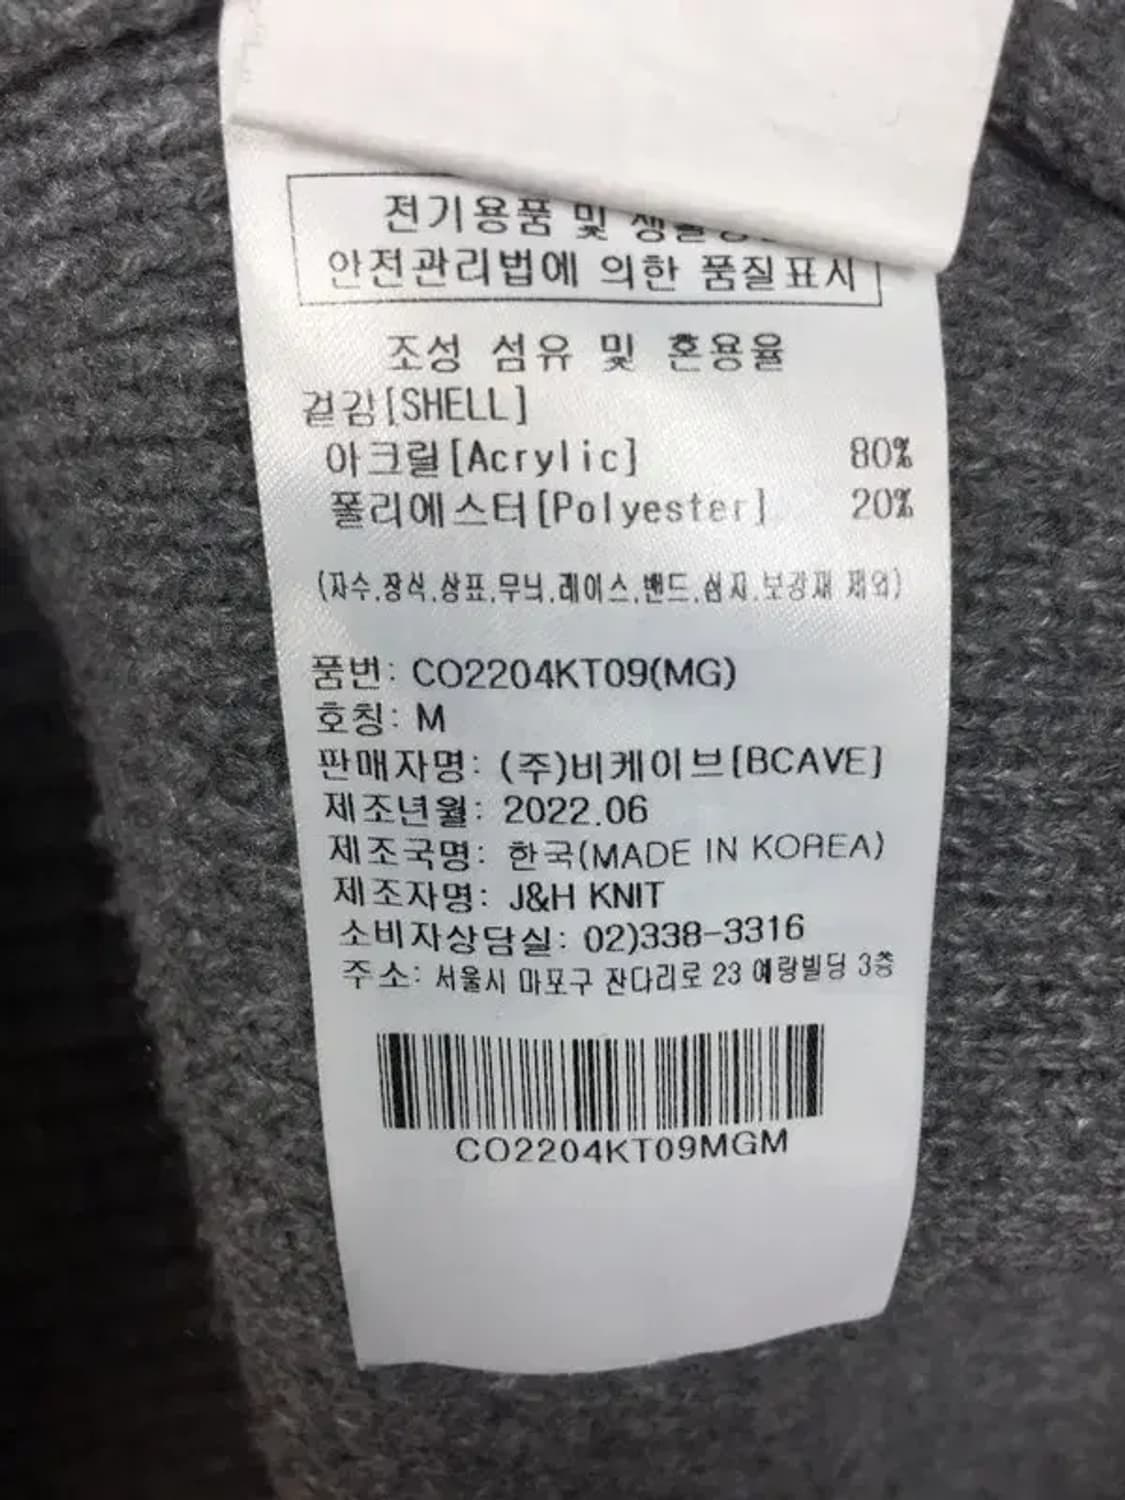 전기용품 및 생활용
안전관리법에 의한 품질표시
조성 섬유 및 혼용율
겉감[SHELL]
아크릴[Acrylic] 80%
폴리에스터[Polyester] 20%
(자수,장식,상표,무늬,레이스,밴드,심지,보강재 제외)
품번: CO2204KT09(MG)
호칭: M
판매자명: (주)비케이브[BCAVE]
제조년월: 2022.06
제조국명: 한국(MADE IN KOREA)
제조자명: J&H KNIT
소비자상담실: 02)338-3316
주소: 서울시 마포구 잔다리로 23 예랑빌딩 3층
CO2204KT09MGM